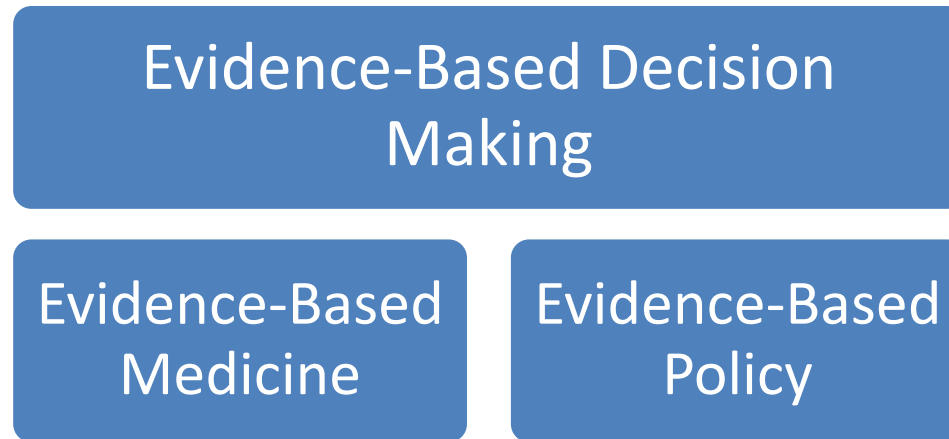 Evidence-Based Decision
Making
Evidence-Based
Medicine
Evidence-Based
Policy